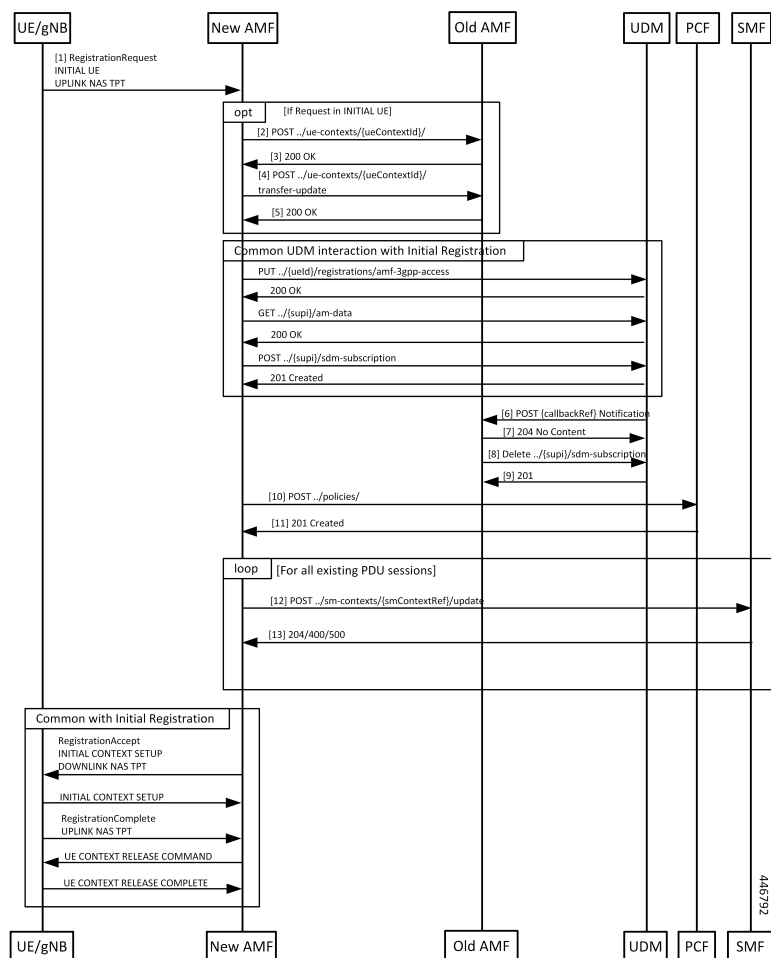 UE/gNB
New AMF
Old AMF
UDM
PCF
SMF
[1] RegistrationRequest
INITIAL UE
UPLINK NAS TPT
opt
[If Request in INITIAL UE]
[2] POST ../ue-contexts/{ueContextId}/
[3] 200 OK
[4] POST ../ue-contexts/{ueContextId}/
transfer-update
[5] 200 OK
Common UDM interaction with Initial Registration
PUT ../{ueId}/registrations/amf-3gpp-access
200 OK
GET ../{supi}/am-data
200 OK
POST ../{supi}/sdm-subscription
201 Created
[6] POST {callbackRef} Notification
[7] 204 No Content
[8] Delete ../{supi}/sdm-subscription
[9] 201
[10] POST ../policies/
[11] 201 Created
loop
[For all existing PDU sessions]
[12] POST ../sm-contexts/{smContextRef}/update
[13] 204/400/500
Common with Initial Registration
RegistrationAccept
INITIAL CONTEXT SETUP
DOWNLINK NAS TPT
INITIAL CONTEXT SETUP
RegistrationComplete
UPLINK NAS TPT
UE CONTEXT RELEASE COMMAND
UE CONTEXT RELEASE COMPLETE
446792
UE/gNB
New AMF
Old AMF
UDM
PCF
SMF